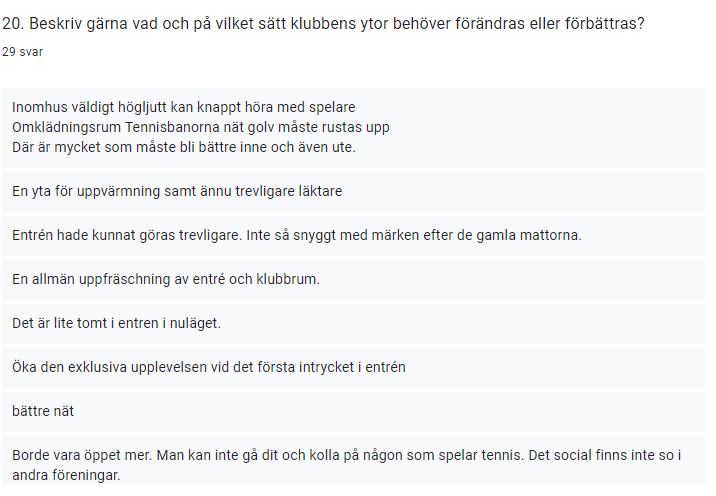 20. Beskriv gärna vad och på vilket sätt klubbens ytor behöver förändras eller förbättras?
29 svar
Inomhus väldigt högljutt kan knappt höra med spelare
Omklädningsrum Tennisbanorna nät golv måste rustas upp
Där är mycket som måste bli bättre inne och även ute.
En yta för uppvärmning samt ännu trevligare läktare
Entrén hade kunnat göras trevligare. Inte så snyggt med märken efter de gamla mattorna.
En allmän uppfräschning av entré och klubbrum.
Det är lite tomt i entren i nuläget.
Öka den exklusiva upplevelsen vid det första intrycket i entrén
bättre nät
Borde vara öppet mer. Man kan inte gå dit och kolla på någon som spelar tennis. Det social finns inte so i
andra föreningar.